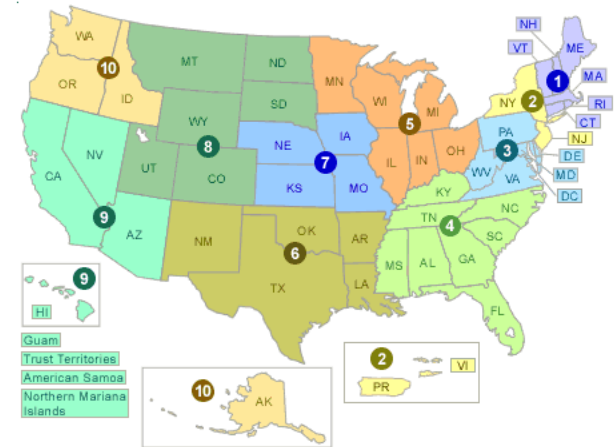 NH
WA
VT
ME
MT
ND
OR
10
ID
MN
MA
1
WI
MI
NY
2
RI
SD
CT
WY
5
NJ
IA
PA
NV
8
NE
3
DE
7
IL
IN
OH
UT
WV
MD
CA
CO
VA
KS
MO
DC
KY
9
NC
TN
4
AZ
NM
OK
AR
SC
6
MS
AL
GA
TX
LA
9
FL
HI
Guam
Trust Territories
American Samoa
Northern Mariana
Islands
10
AK
2
VI
PR